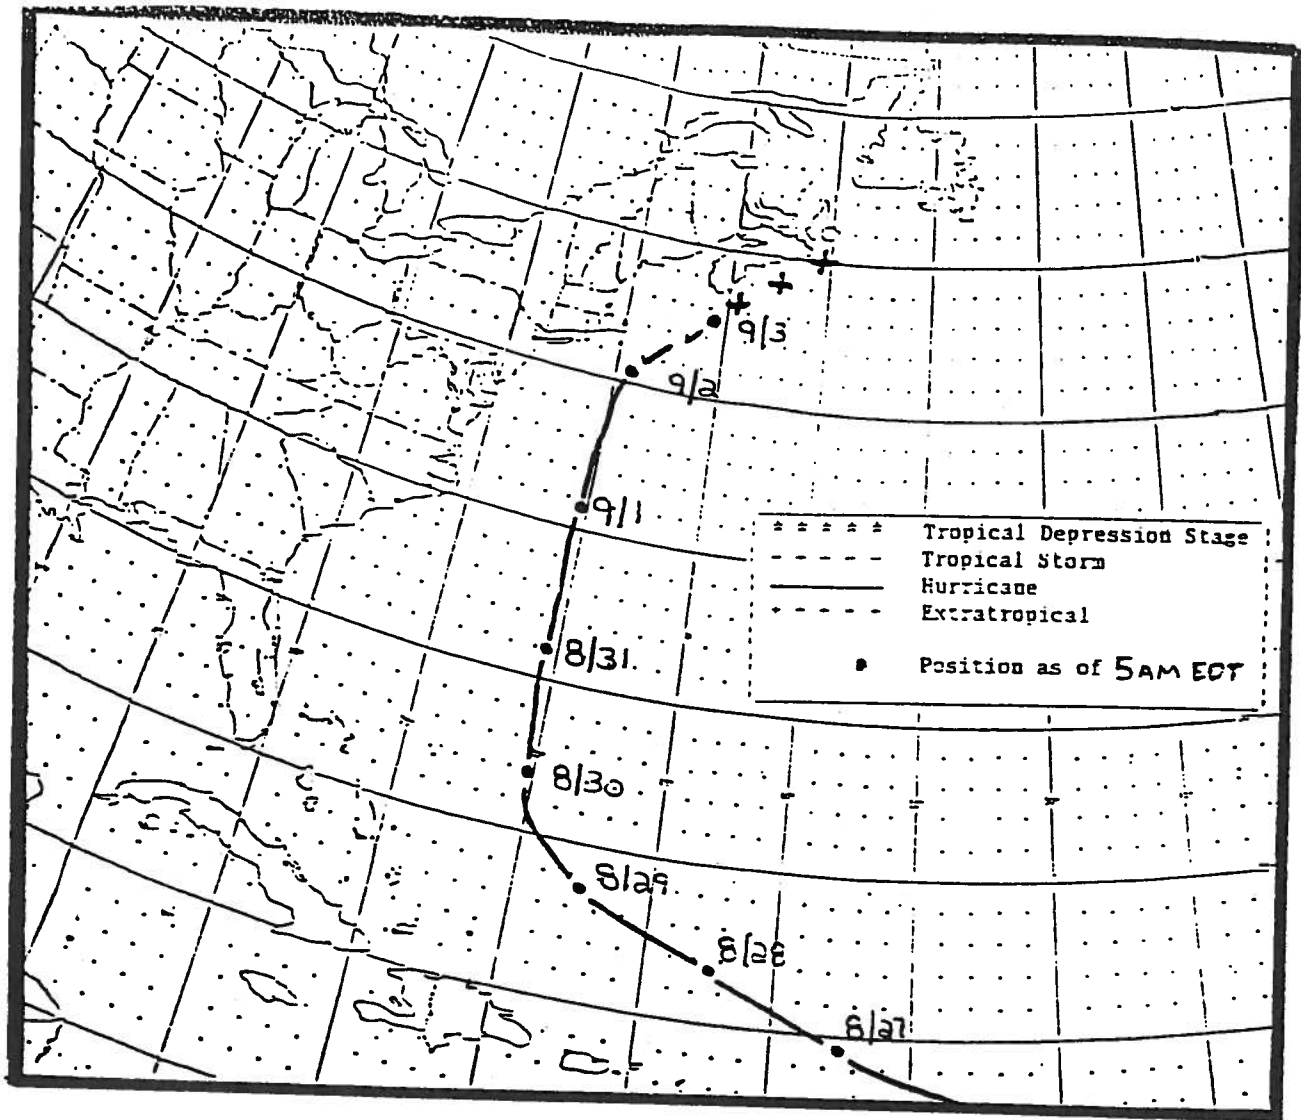 9/3
9/2
9/1
Tropical Depression Stage
Tropical Storm
Hurricane
Extratropical
Position as of 5AM EDT
8/31
8/30
8/29
8/28
8/27